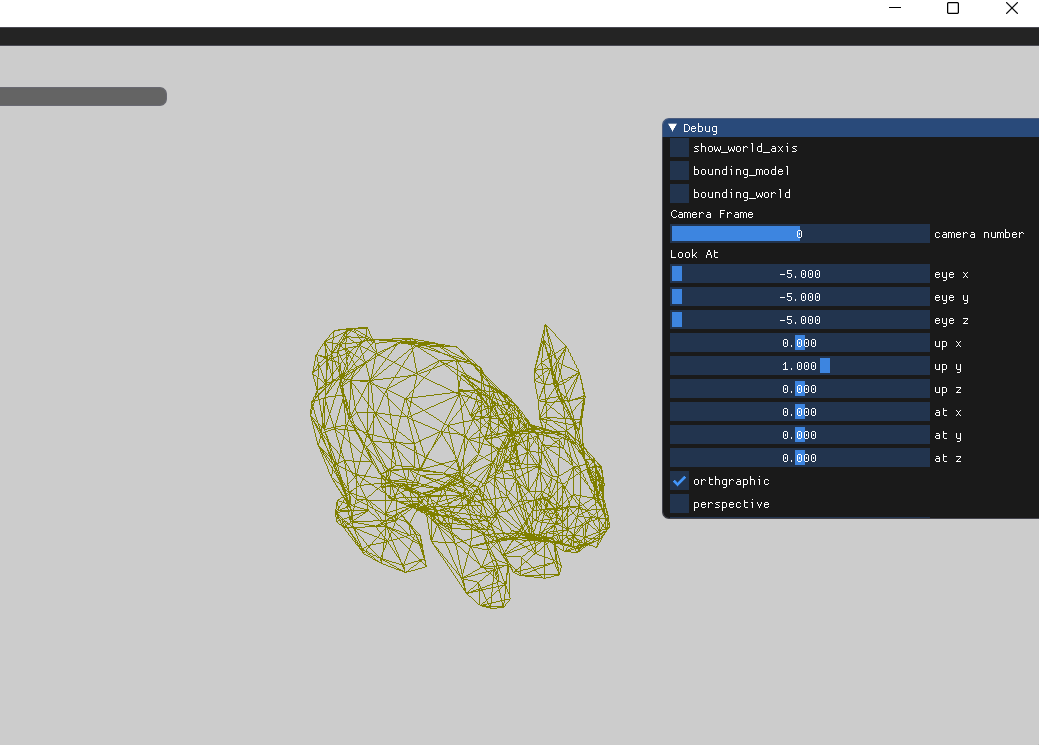 Debug
show_world_axis
bounding_model
bounding_world
Camera Frame
0 camera number
Look At
-5.000 eye x
-5.000 eye y
-5.000 eye z
0.000 up x
1.000 up y
0.000 up z
0.000 at x
0.000 at y
0.000 at z
orthgraphic
perspective